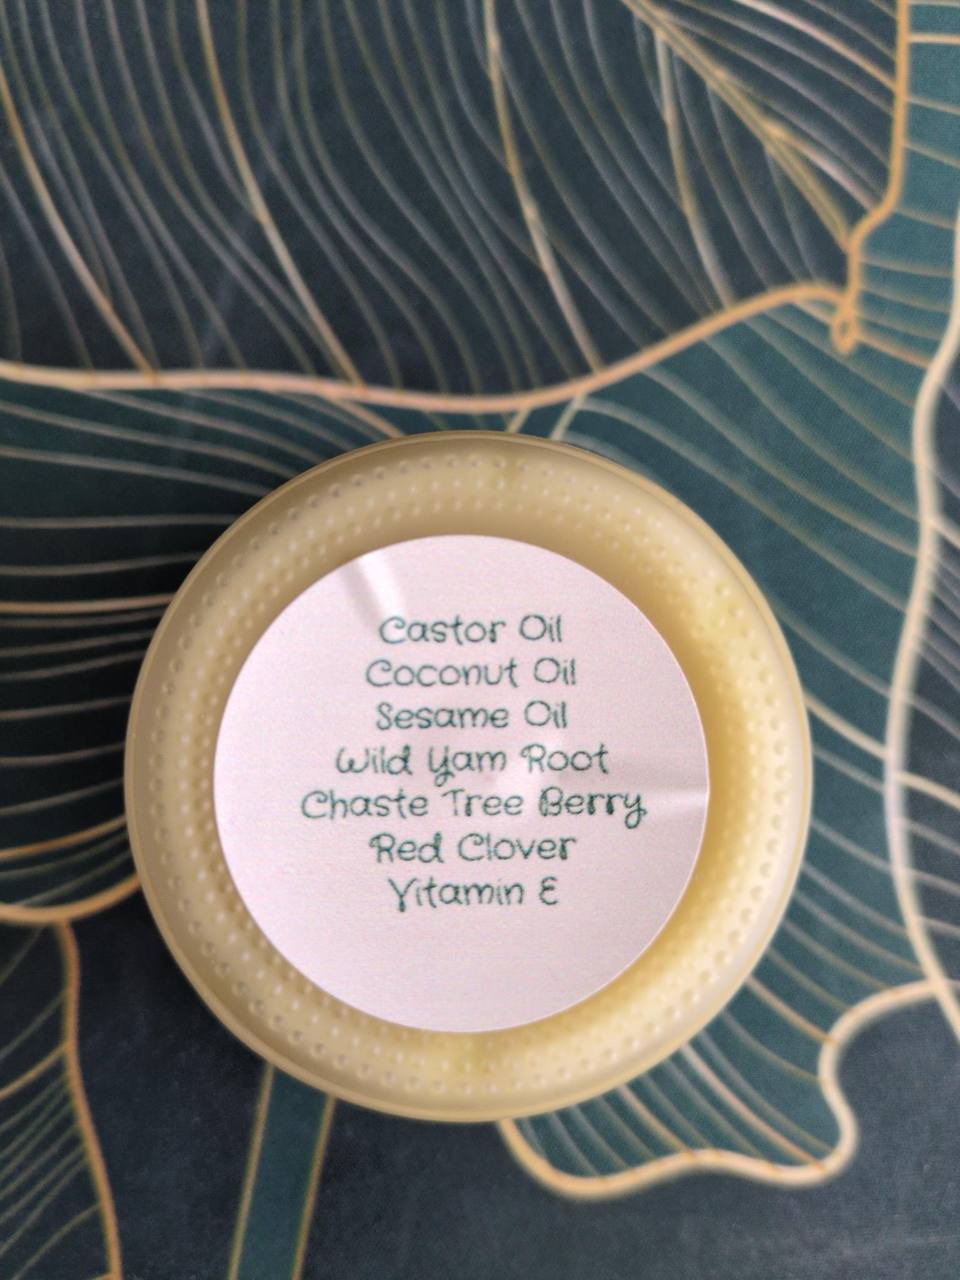 Castor Oil
Coconut Oil
Sesame Oil
Wild Yam Root
Chaste Tree Berry
Red Clover
Vitamin E